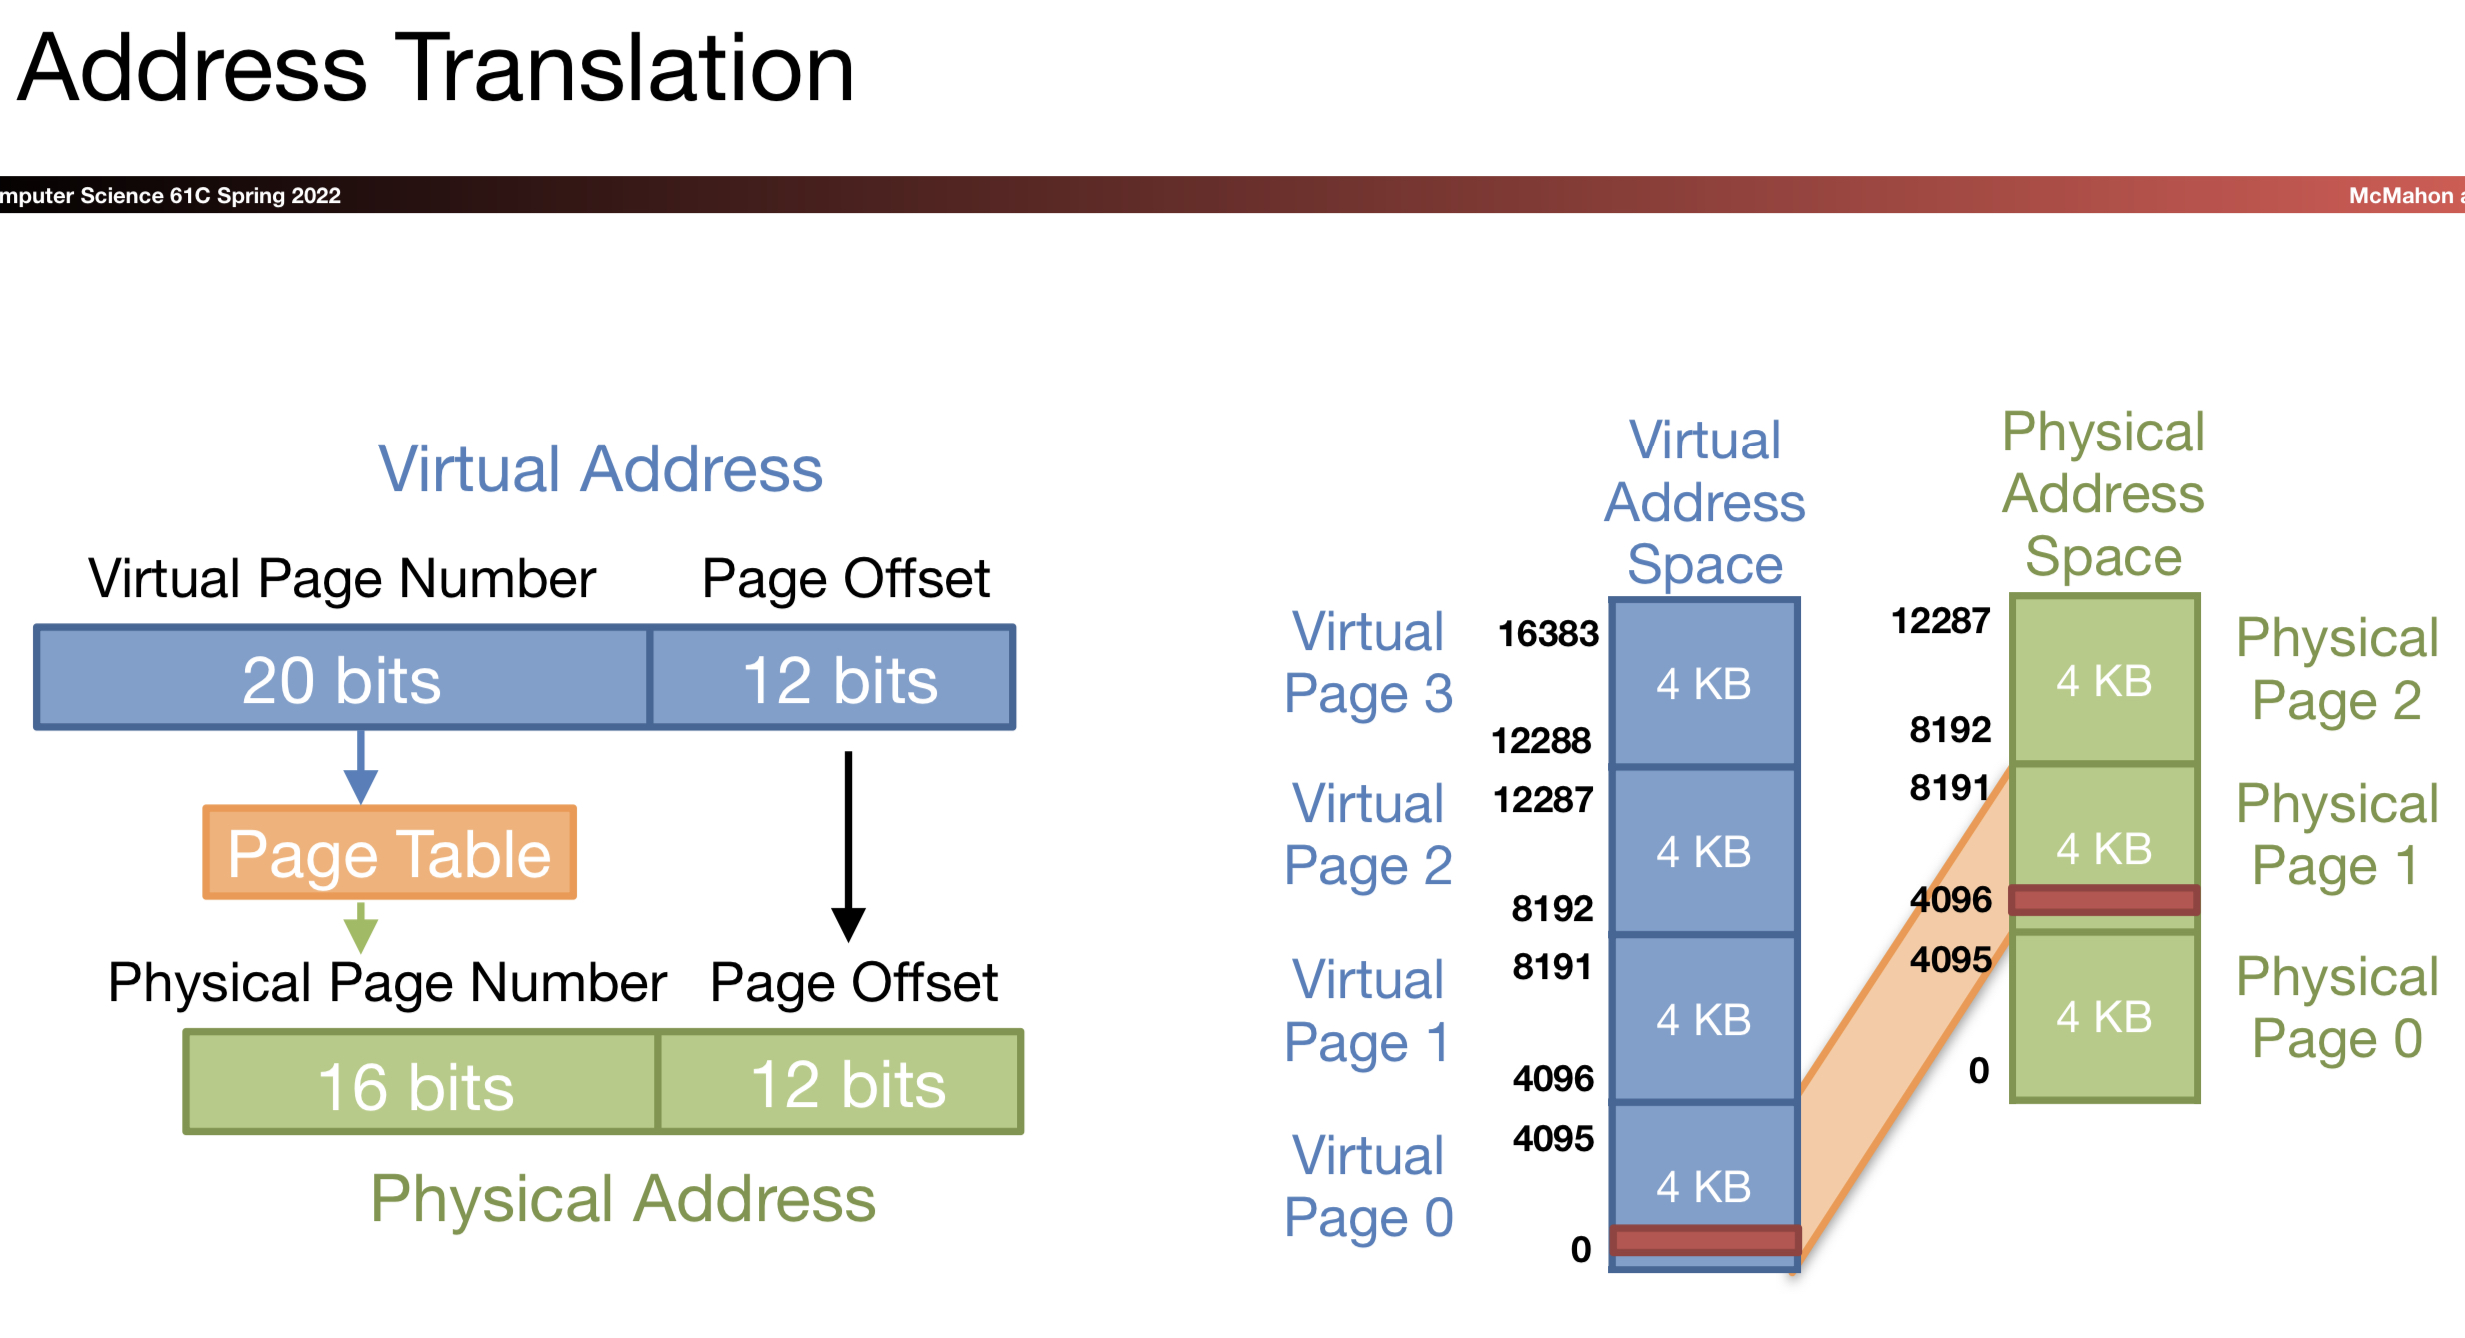 Address Translation
mputer Science 61C Spring 2022
McMahon a
Virtual Address
Virtual Page Number
Page Offset
20 bits
12 bits
Page Table
Physical Page Number
Page Offset
16 bits
12 bits
Physical Address
Virtual
Address
Space
Virtual
Page 3
16383
4 KB
12288
Virtual
Page 2
12287
4 KB
8192
Virtual
Page 1
8191
4 KB
4096
Virtual
Page 0
4095
4 KB
0
Physical
Address
Space
12287
4 KB
8192
Physical
Page 2
8191
4 KB
4096
Physical
Page 1
4095
4 KB
0
Physical
Page 0